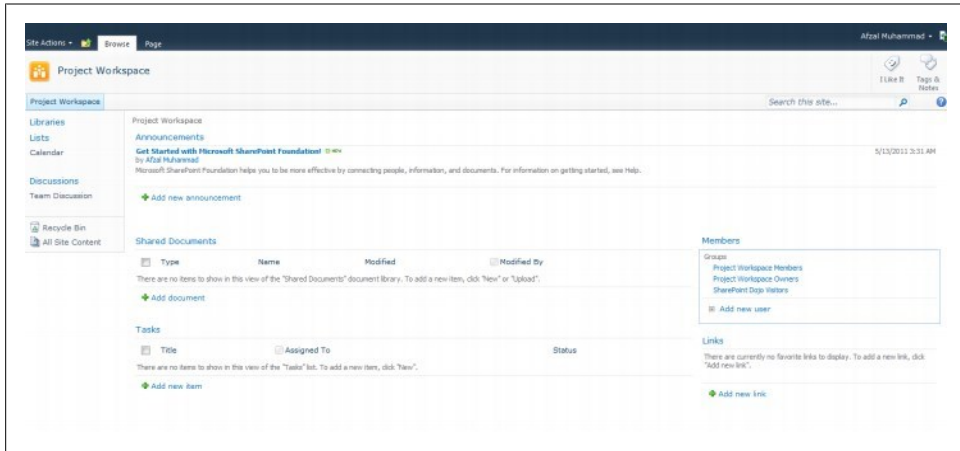 Site Actions
Browse
Page
Afzal Muhammad
Project Workspace
I Like It
Tags & Notes
Project Workspace
Search this site...
Libraries
Lists
Calendar
Discussions
Team Discussion
Recycle Bin
All Site Content
Project Workspace
Announcements
Get Started with Microsoft SharePoint Foundation! NEW
5/13/2011 3:31 AM
by Afzal Muhammad
Microsoft SharePoint Foundation helps you to be more effective by connecting people, information, and documents. For information on getting started, see Help.
Add new announcement
Shared Documents
Type Name Modified Modified By
There are no items to show in this view of the "Shared Documents" document library. To add a new item, click "New" or "Upload".
Add document
Tasks
Title Assigned To Status
There are no items to show in this view of the "Tasks" list. To add a new item, click "New".
Add new item
Members
Groups
Project Workspace Members
Project Workspace Owners
SharePoint Dojo Visitors
Add new user
Links
There are currently no favorite links to display. To add a new link, click
"Add new link".
Add new link